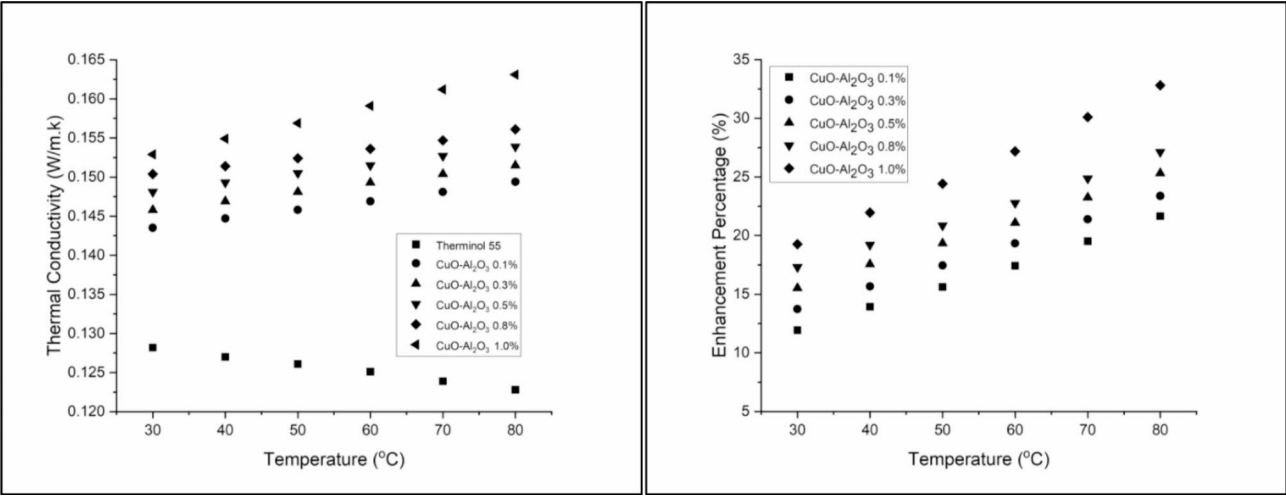 0.165
0.160
0.155
0.150
0.145
0.140
0.135
0.130
0.125
0.120
Thermal Conductivity (W/m.k)
30 40 50 60 70 80
Temperature (°C)
Therminol 55
CuO-Al₂O₃ 0.1%
CuO-Al₂O₃ 0.3%
CuO-Al₂O₃ 0.5%
CuO-Al₂O₃ 0.8%
CuO-Al₂O₃ 1.0%
35
30
25
20
15
10
5
Enhancement Percentage (%)
30 40 50 60 70 80
Temperature (°C)
CuO-Al₂O₃ 0.1%
CuO-Al₂O₃ 0.3%
CuO-Al₂O₃ 0.5%
CuO-Al₂O₃ 0.8%
CuO-Al₂O₃ 1.0%